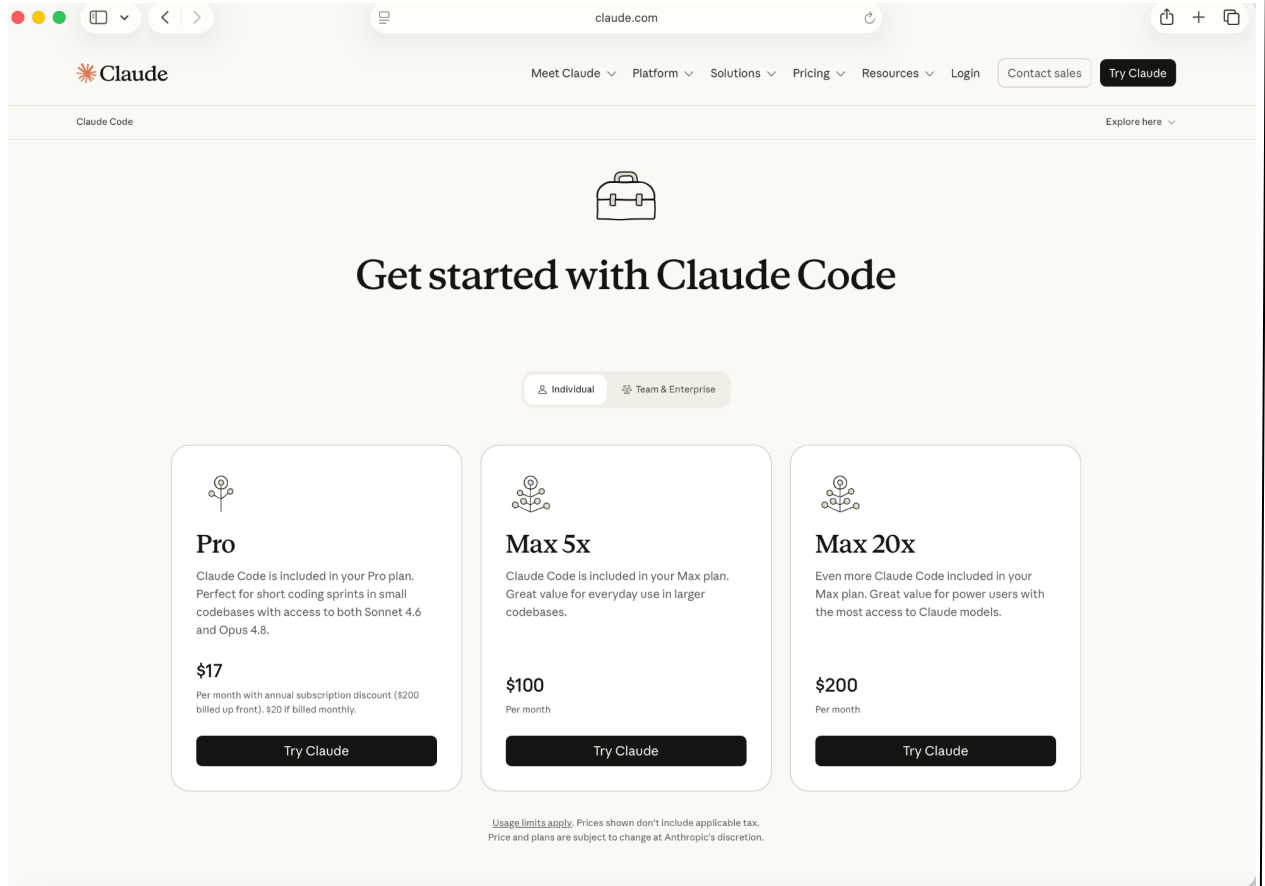 claude.com
Claude
Meet Claude Platform Solutions Pricing Resources Login Contact sales Try Claude
Claude Code
Explore here
Get started with Claude Code
Individual Team & Enterprise
Pro
Claude Code is included in your Pro plan.
Perfect for short coding sprints in small
codebases with access to both Sonnet 4.6
and Opus 4.8.
$17
Per month with annual subscription discount ($200
billed up front). $20 if billed monthly.
Try Claude
Max 5x
Claude Code is included in your Max plan.
Great value for everyday use in larger
codebases.
$100
Per month
Try Claude
Max 20x
Even more Claude Code included in your
Max plan. Great value for power users with
the most access to Claude models.
$200
Per month
Try Claude
Usage limits apply. Prices shown don't include applicable tax.
Price and plans are subject to change at Anthropic's discretion.